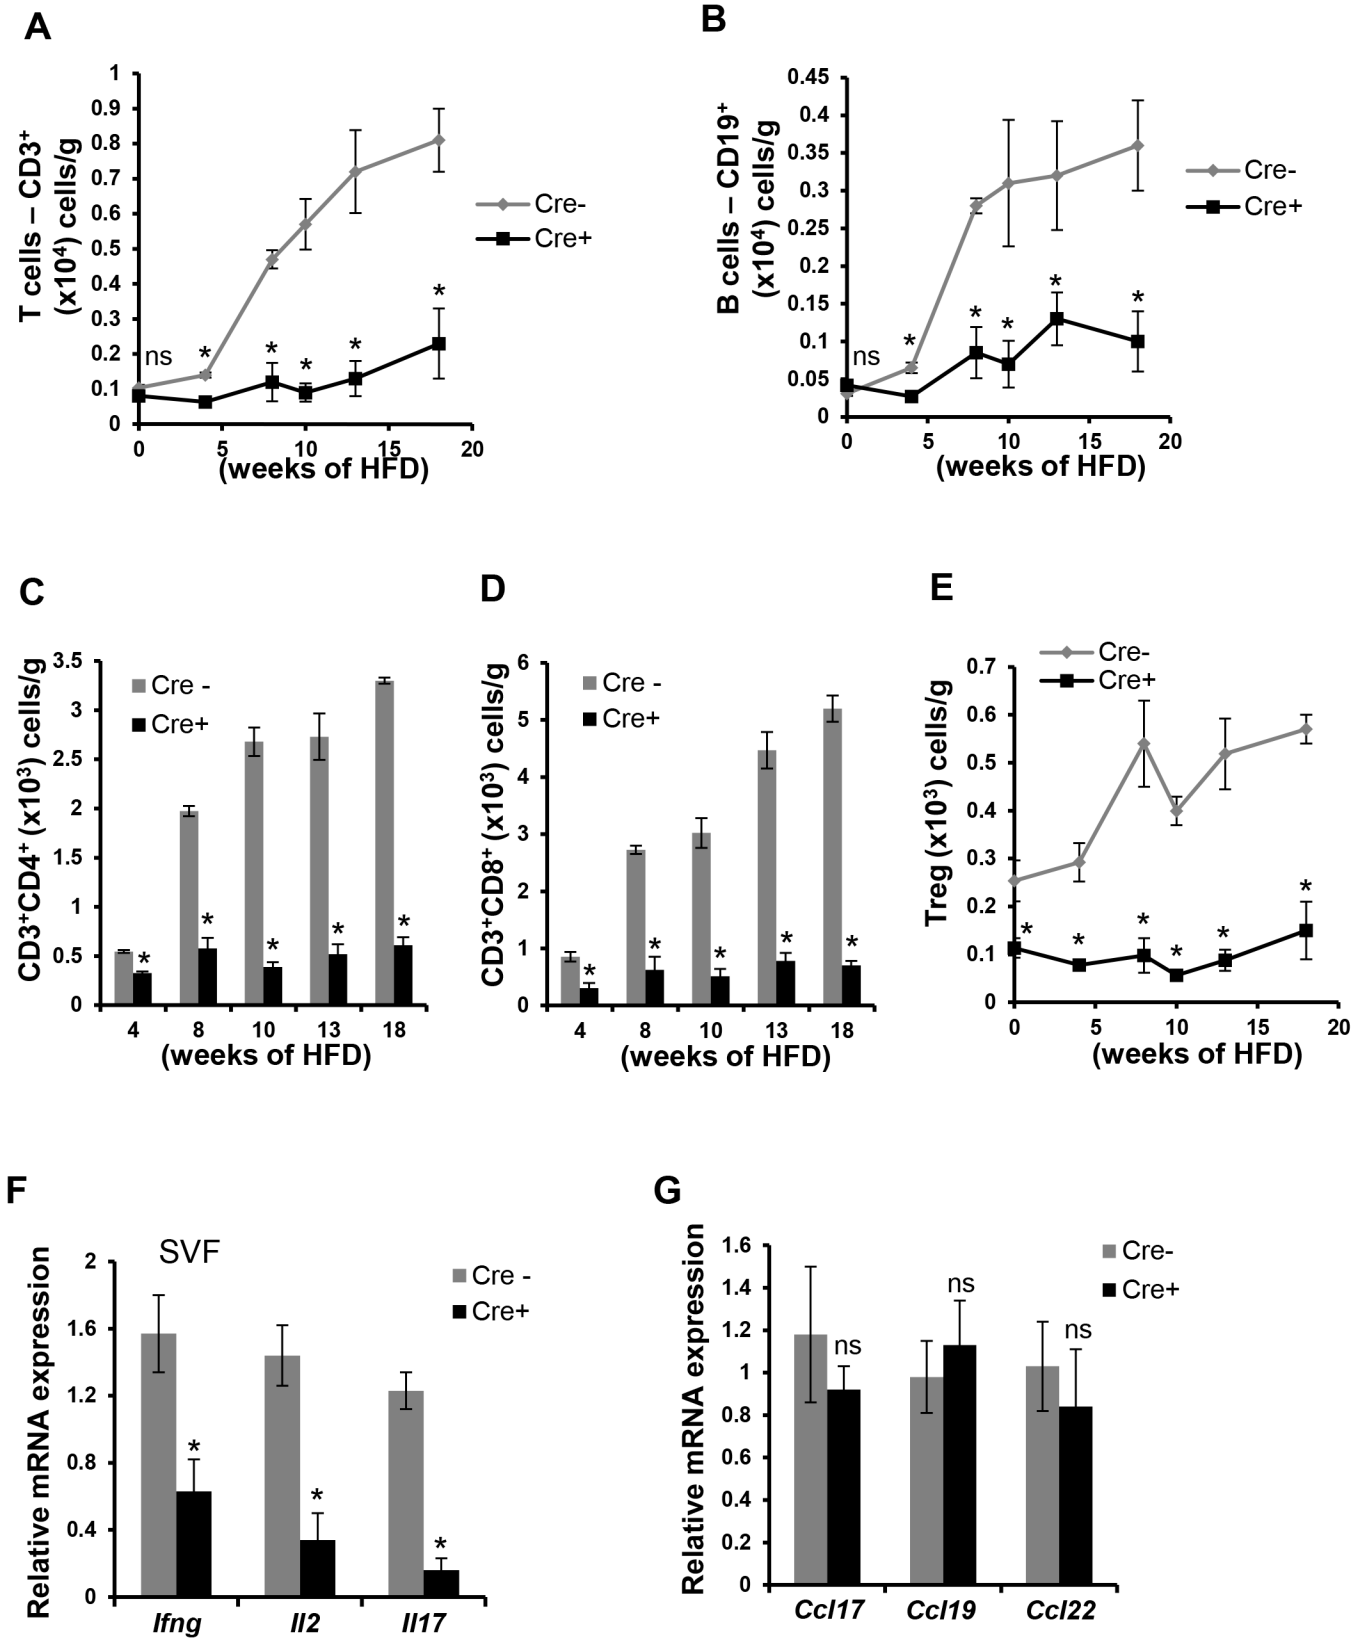 A
T cells – CD3⁺
(x10⁴) cells/g
1
0.9
0.8
0.7
0.6
0.5
0.4
0.3
0.2
0.1
0
ns
*
*
*
*
*
Cre-
Cre+
0 5 10 15 20
(weeks of HFD)
B
B cells – CD19⁺
(x10⁴) cells/g
0.45
0.4
0.35
0.3
0.25
0.2
0.15
0.1
0.05
0
ns
*
*
*
*
*
Cre-
Cre+
0 5 10 15 20
(weeks of HFD)
C
CD3⁺CD4⁺ (x10³) cells/g
3.5
3
2.5
2
1.5
1
0.5
0
Cre -
Cre+
*
*
*
*
*
4 8 10 13 18
(weeks of HFD)
D
CD3⁺CD8⁺ (x10³) cells/g
6
5
4
3
2
1
0
Cre -
Cre+
*
*
*
*
*
4 8 10 13 18
(weeks of HFD)
E
Treg (x10³) cells/g
Cre-
Cre+
0.7
0.6
0.5
0.4
0.3
0.2
0.1
0
*
*
*
*
*
*
0 5 10 15 20
(weeks of HFD)
F
SVF
Relative mRNA expression
2
1.6
1.2
0.8
0.4
0
Cre -
Cre+
*
*
*
Ifng Il2 Il17
G
Relative mRNA expression
1.6
1.4
1.2
1
0.8
0.6
0.4
0.2
0
Cre-
Cre+
ns
ns
ns
Ccl17 Ccl19 Ccl22